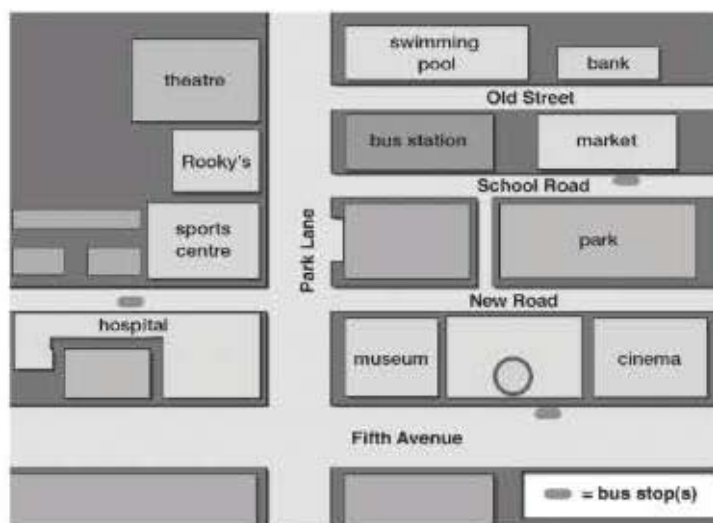 swimming
pool
bank
theatre
Old Street
bus station
market
Rooky's
School Road
sports
centre
Park Lane
park
New Road
hospital
museum
cinema
Fifth Avenue
= bus stop(s)